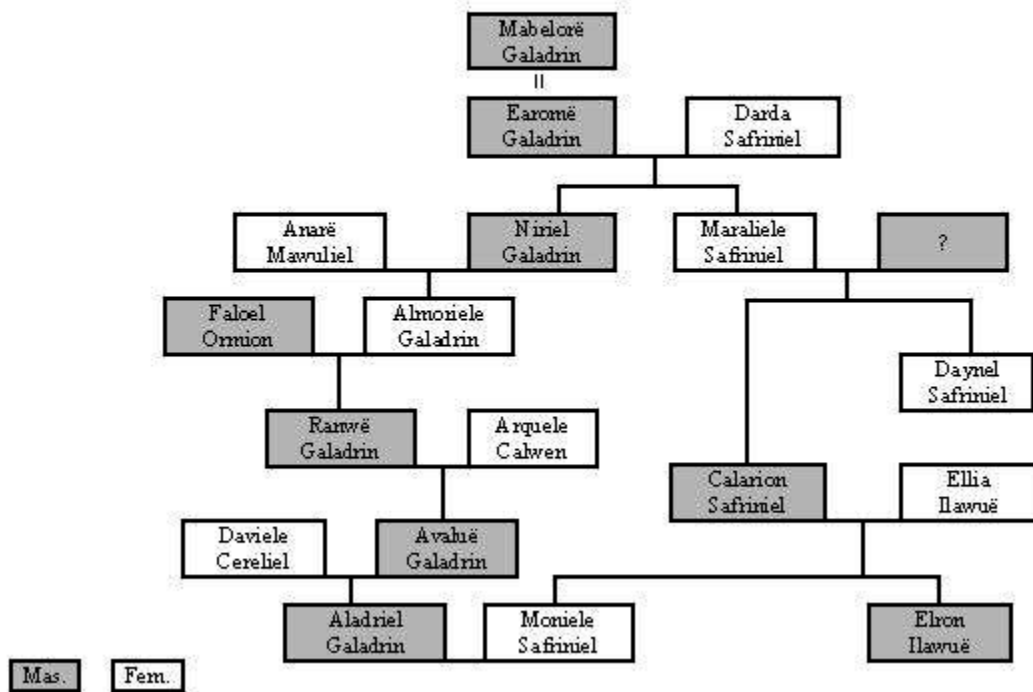 Mabelorë
Galadrin
=
Earomë
Galadrin
Darda
Safriniel
Anarë
Mawuliel
Niriel
Galadrin
Maraliele
Safriniel
?
Faloel
Ormion
Almoriele
Galadrin
Daynel
Safriniel
Ranwë
Galadrin
Arquele
Calwen
Calarion
Safriniel
Ellia
Ilawuë
Daviele
Cereliel
Avaluë
Galadrin
Aladriel
Galadrin
Moniele
Safriniel
Elron
Ilawuë
Mas.
Fem.